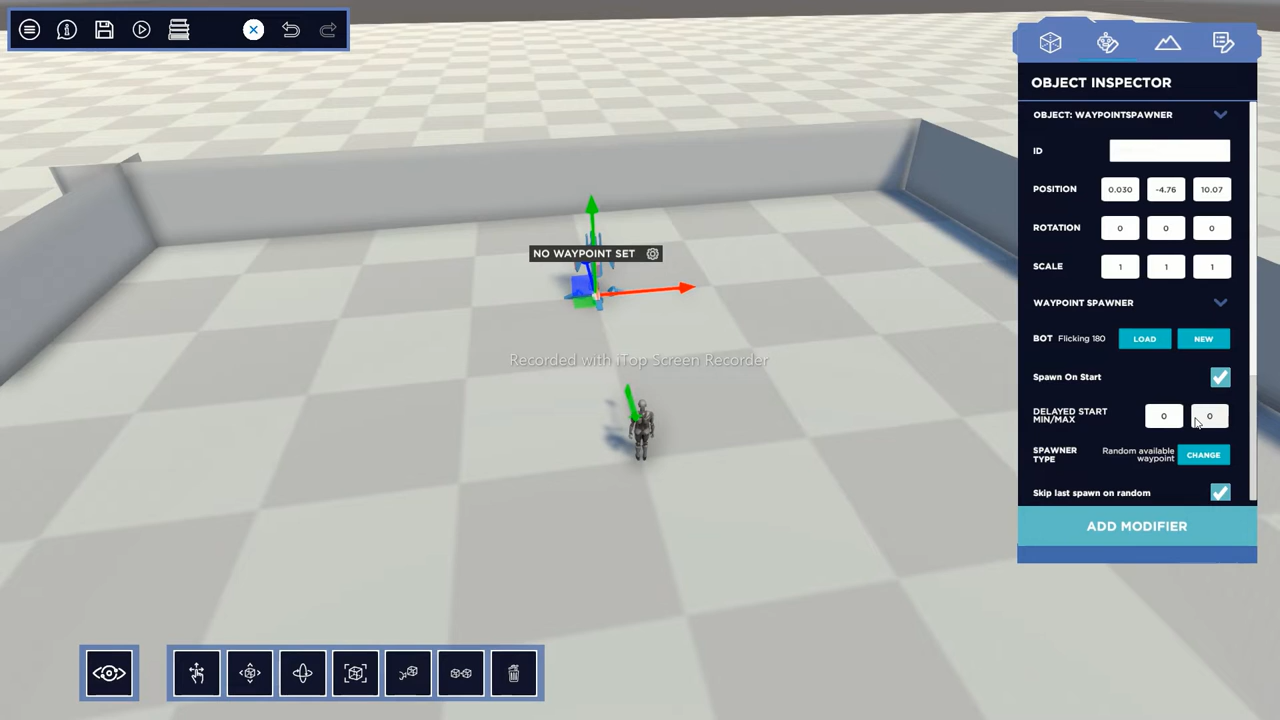 OBJECT INSPECTOR
OBJECT: WAYPOINTSPAWNER
ID
POSITION 0.030 -4.76 10.07
ROTATION 0 0 0
SCALE 1 1 1
WAYPOINT SPAWNER
BOT Flicking 180 LOAD NEW
Spawn On Start
DELAYED START
MIN/MAX 0 0
SPAWNER
TYPE Random available
waypoint CHANGE
Skip last spawn on random
ADD MODIFIER
NO WAYPOINT SET
Recorded with iTop Screen Recorder